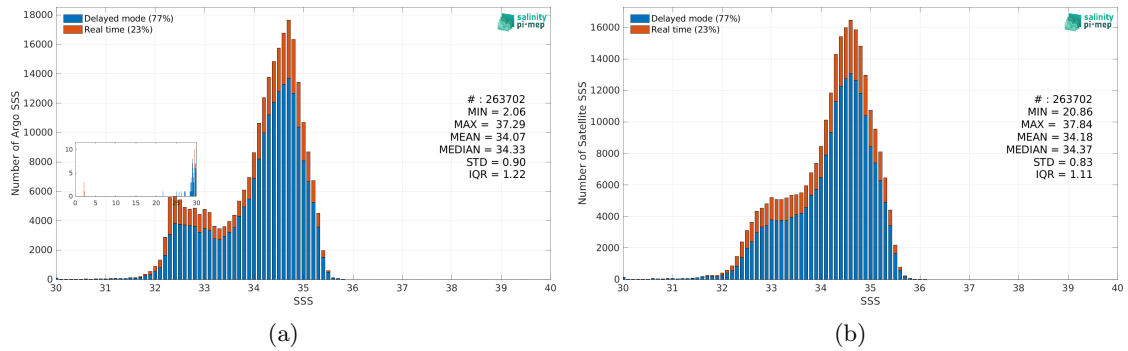 Delayed mode (77%)
Real time (23%)
salinity
pi-mep
18000
16000
14000
12000
10000
8000
6000
4000
2000
0
Number of Argo SSS
# : 263702
MIN = 2.06
MAX = 37.29
MEAN = 34.07
MEDIAN = 34.33
STD = 0.90
IQR = 1.22
10
5
0
0 5 10 15 20 25 30
30 31 32 33 34 35 36 37 38 39 40
SSS
(a)
Delayed mode (77%)
Real time (23%)
salinity
pi-mep
16000
14000
12000
10000
8000
6000
4000
2000
0
Number of Satellite SSS
# : 263702
MIN = 20.86
MAX = 37.84
MEAN = 34.18
MEDIAN = 34.37
STD = 0.83
IQR = 1.11
30 31 32 33 34 35 36 37 38 39 40
SSS
(b)